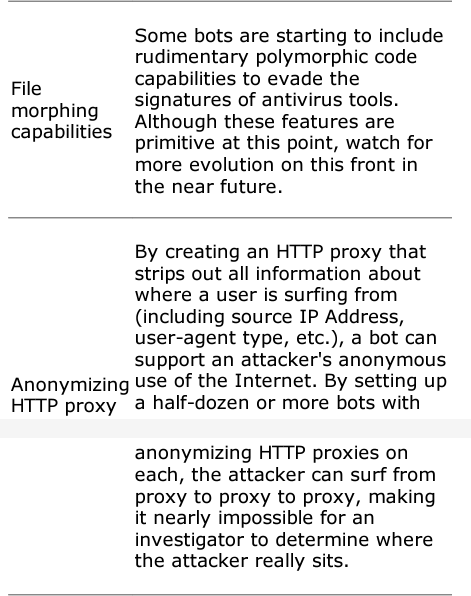 File
morphing
capabilities
Some bots are starting to include
rudimentary polymorphic code
capabilities to evade the
signatures of antivirus tools.
Although these features are
primitive at this point, watch for
more evolution on this front in
the near future.
Anonymizing
HTTP proxy
By creating an HTTP proxy that
strips out all information about
where a user is surfing from
(including source IP Address,
user-agent type, etc.), a bot can
support an attacker's anonymous
use of the Internet. By setting up
a half-dozen or more bots with
anonymizing HTTP proxies on
each, the attacker can surf from
proxy to proxy to proxy, making
it nearly impossible for an
investigator to determine where
the attacker really sits.